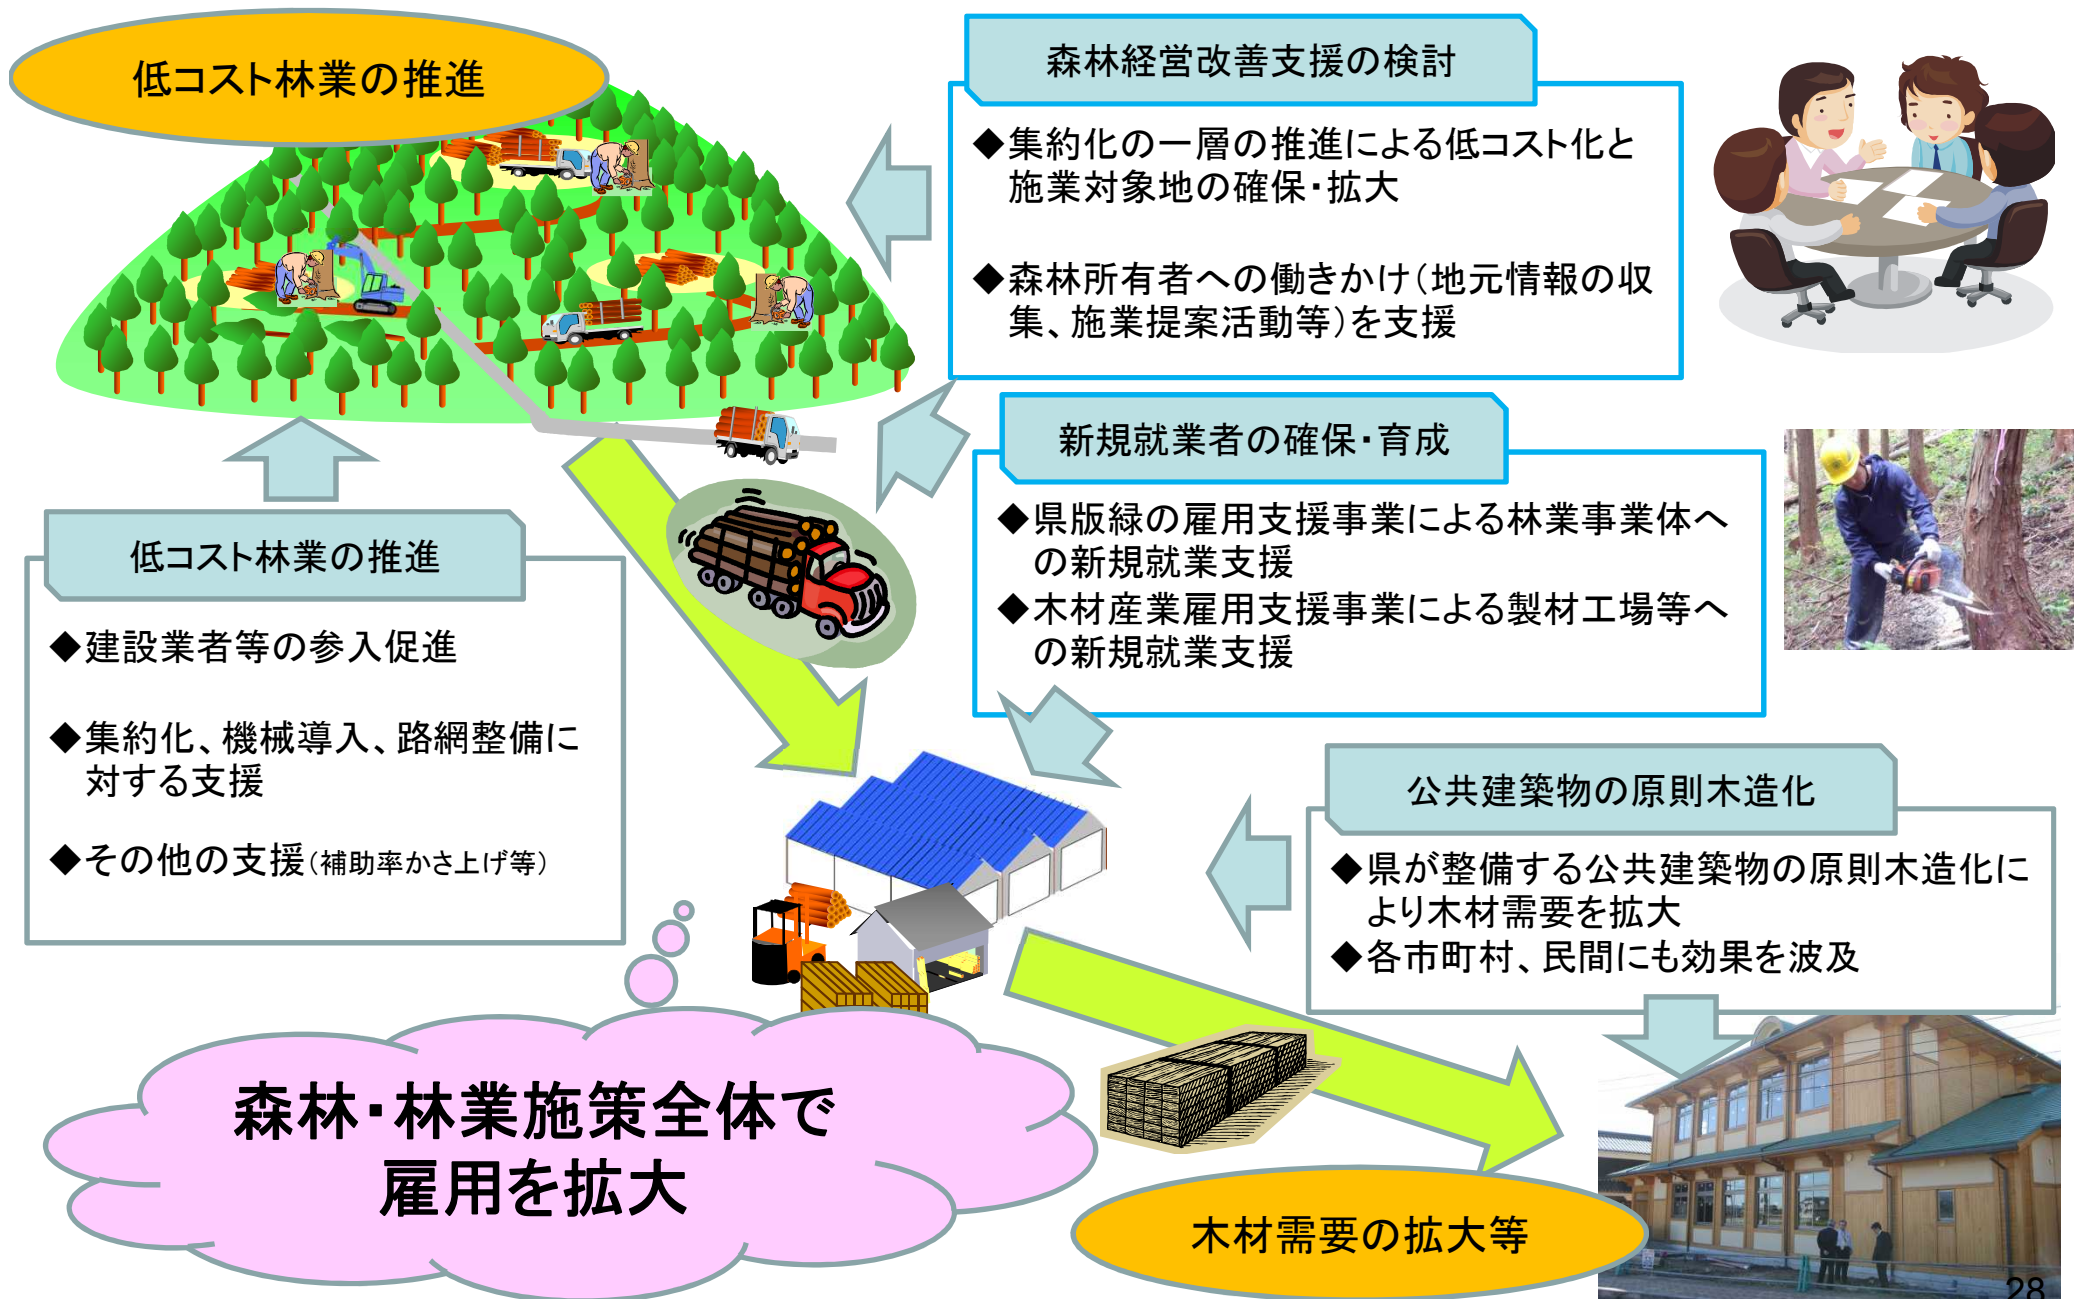 低コスト林業の推進
森林経営改善支援の検討
◆集約化の一層の推進による低コスト化と
施業対象地の確保・拡大
◆森林所有者への働きかけ（地元情報の収
集、施業提案活動等）を支援
新規就業者の確保・育成
◆県版緑の雇用支援事業による林業事業体へ
の新規就業支援
◆木材産業雇用支援事業による製材工場等へ
の新規就業支援
低コスト林業の推進
◆建設業者等の参入促進
◆集約化、機械導入、路網整備に
対する支援
◆その他の支援（補助率かさ上げ等）
公共建築物の原則木造化
◆県が整備する公共建築物の原則木造化に
より木材需要を拡大
◆各市町村、民間にも効果を波及
森林・林業施策全体で
雇用を拡大
木材需要の拡大等
28